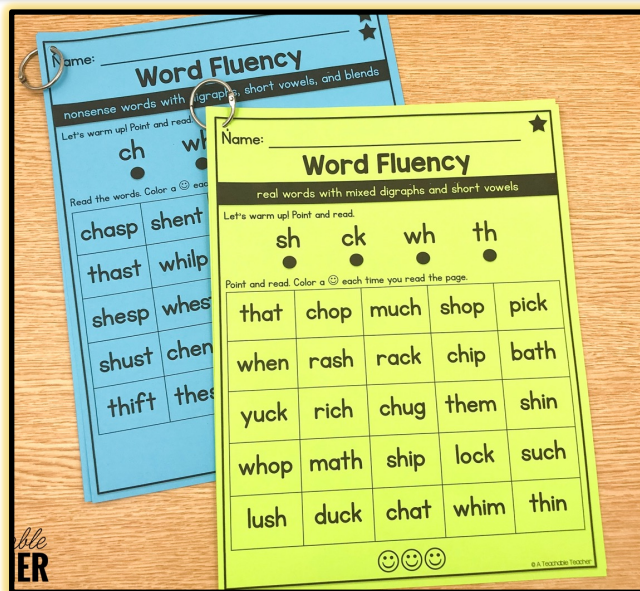 Name:
Word Fluency
nonsense words with digraphs, short vowels, and blends
Let's warm up! Point and read.
ch
Read the words. Color a
chasp shent
thast whilp
shesp
shust
thift
Name:
Word Fluency
real words with mixed digraphs and short vowels
Let's warm up! Point and read.
sh ck wh th
Point and read. Color a ☺ each time you read the page.
that chop much shop pick
when rash rack chip bath
yuck rich chug them shin
whop math ship lock such
lush duck chat whim thin
© A Teachable Teacher